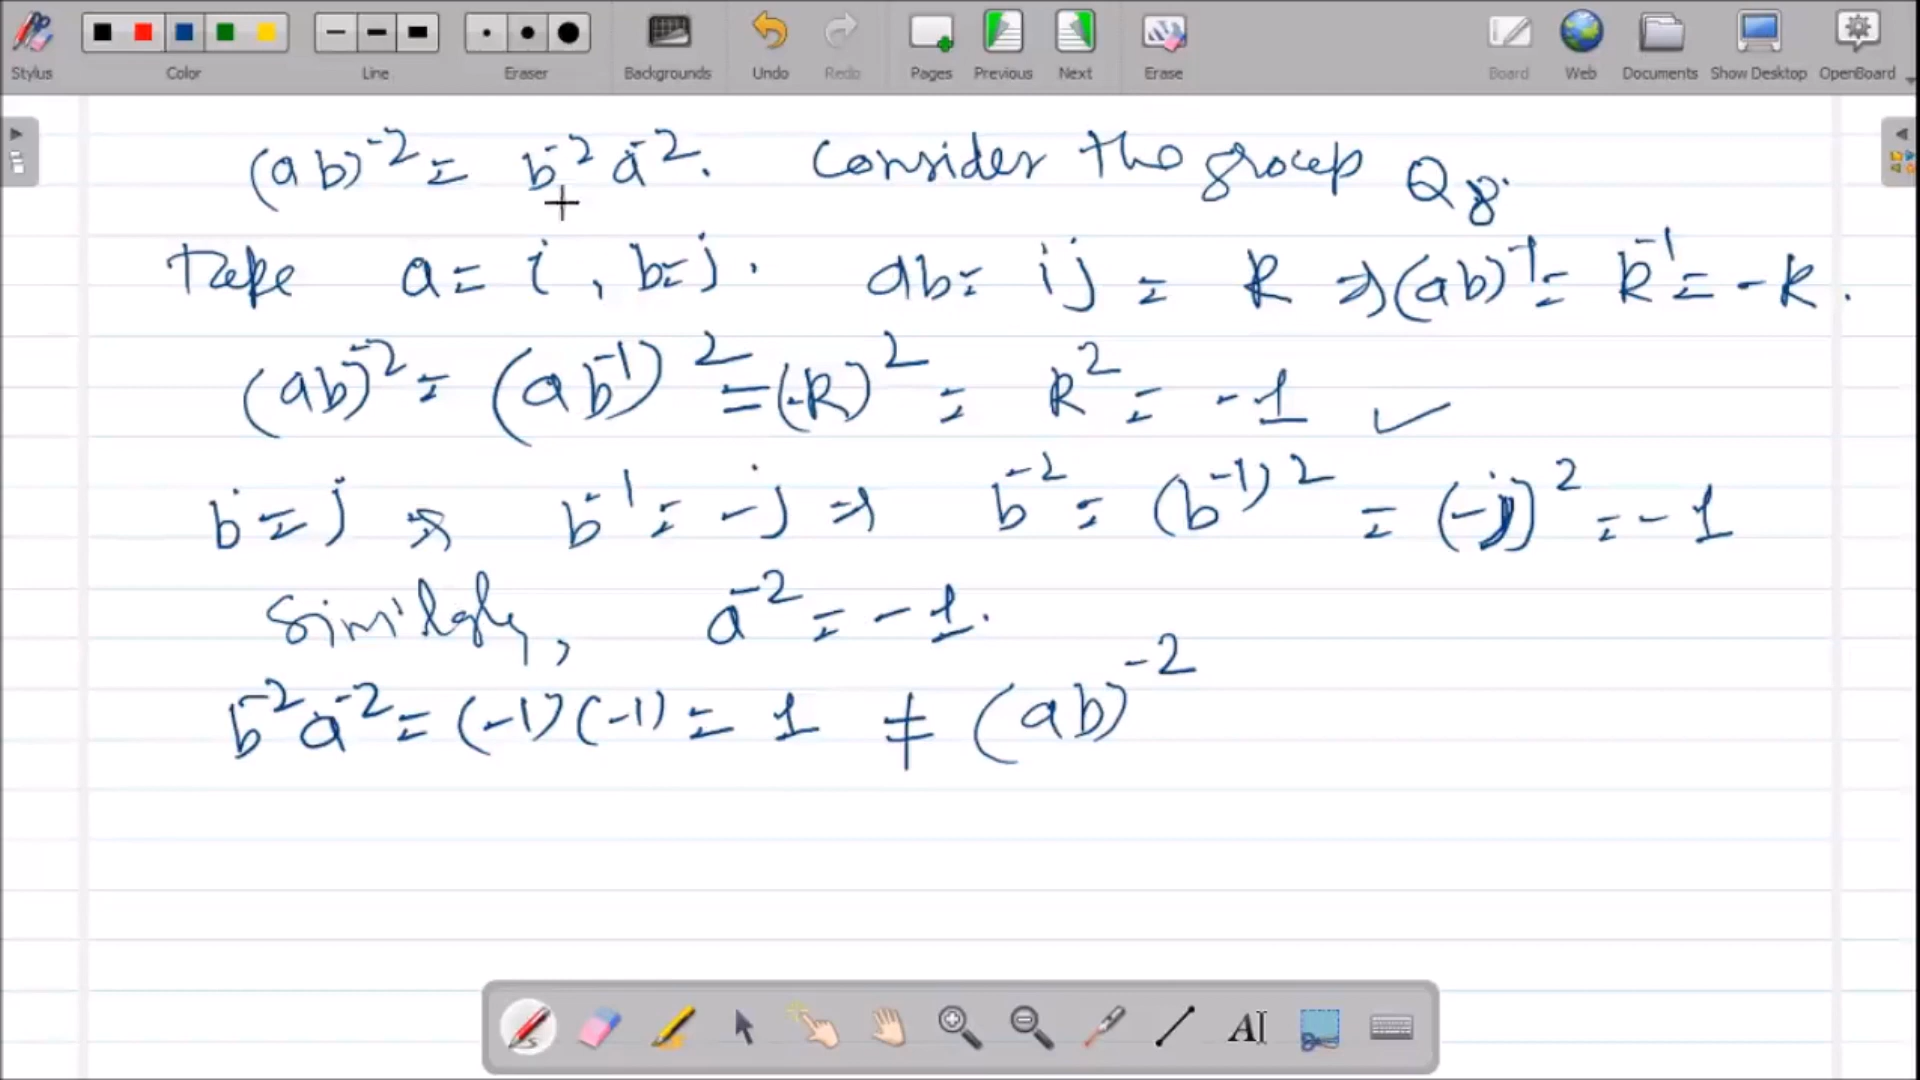 Stylus Color Line Eraser Backgrounds Undo Redo Pages Previous Next Erase Board Web Documents Show Desktop OpenBoard
(ab)⁻² = b⁻² a⁻². Consider the group Q₈.
Take a = i, b = j. ab = ij = k ⇒ (ab)⁻¹ = k⁻¹ = -k.
(ab)⁻² = (ab⁻¹)² = (-k)² = k² = -1 ✓
b = j ⇒ b⁻¹ = -j ⇒ b⁻² = (b⁻¹)² = (-j)² = -1
Similarly, a⁻² = -1.
b⁻² a⁻² = (-1)(-1) = 1 ≠ (ab)⁻²